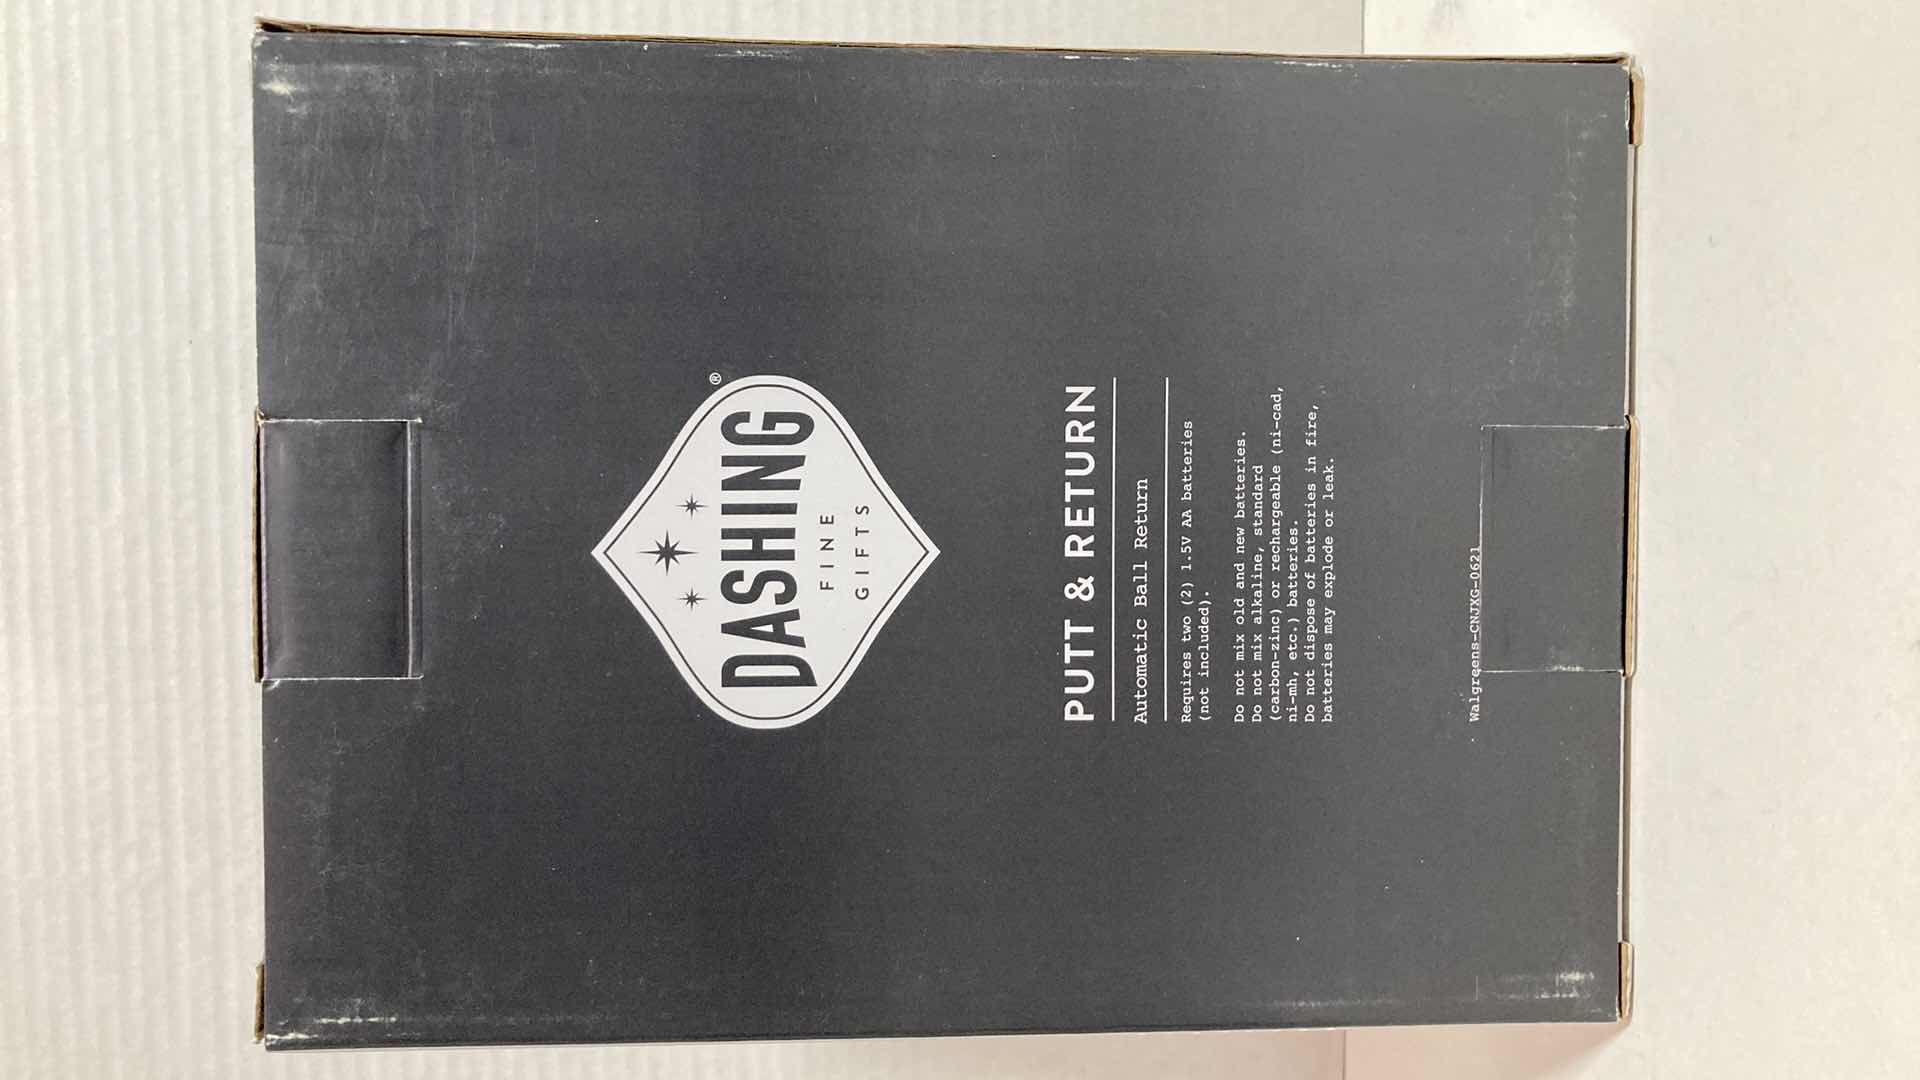 ®
DASHING
FINE
GIFTS
PUTT & RETURN
Automatic Ball Return
Requires two (2) 1.5V AA batteries
(not included).
Do not mix old and new batteries.
Do not mix alkaline, standard
(carbon-zinc) or rechargeable (ni-cad,
ni-mh, etc.) batteries.
Do not dispose of batteries in fire,
batteries may explode or leak.
Walgreens-CNJXG-0621